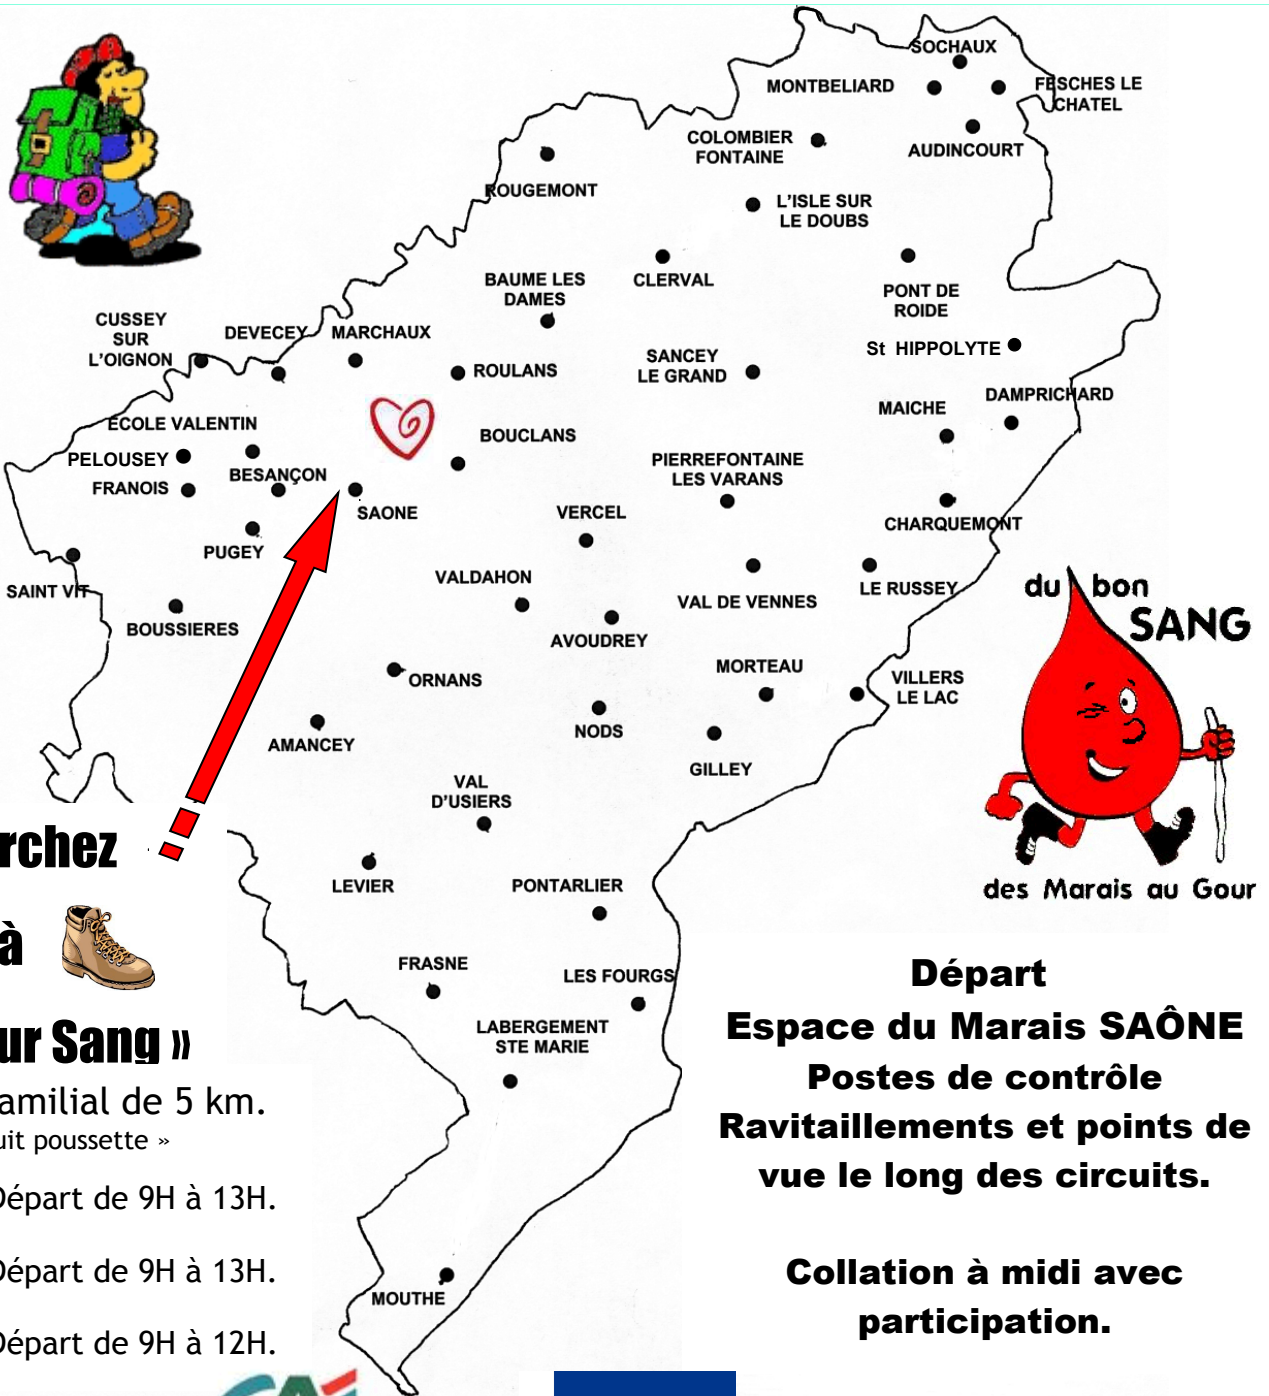 SOCHAUX
MONTBELIARD
FESCHES LE
CHATEL
COLOMBIER
FONTAINE
AUDINCOURT
ROUGEMONT
L'ISLE SUR
LE DOUBS
BAUME LES
DAMES
CLERVAL
PONT DE
ROIDE
CUSSEY
SUR
L'OIGNON
DEVECEY
MARCHAUX
St HIPPOLYTE
SANCEY
LE GRAND
ROULANS
DAMPRICHARD
MAICHE
ECOLE VALENTIN
BOUCLANS
PELOUSEY
PIERREFONTAINE
LES VARANS
BESANÇON
FRANOIS
SAONE
VERCEL
CHARQUEMONT
PUGEY
VALDAHON
SAINT VIT
LE RUSSEY
VAL DE VENNES
BOUSSIERES
AVOUDREY
MORTEAU
ORNANS
VILLERS
LE LAC
NODS
AMANCEY
GILLEY
VAL
D'USIERS
LEVIER
PONTARLIER
FRASNE
LES FOURGS
LABERGEMENT
STE MARIE
MOUTHE
du bon
SANG
des Marais au Gour
rchez
à
ur Sang »
amilial de 5 km.
uit poussette »
Départ de 9H à 13H.
Départ de 9H à 13H.
Départ de 9H à 12H.
Départ
Espace du Marais SAÔNE
Postes de contrôle
Ravitaillements et points de
vue le long des circuits.
Collation à midi avec
participation.